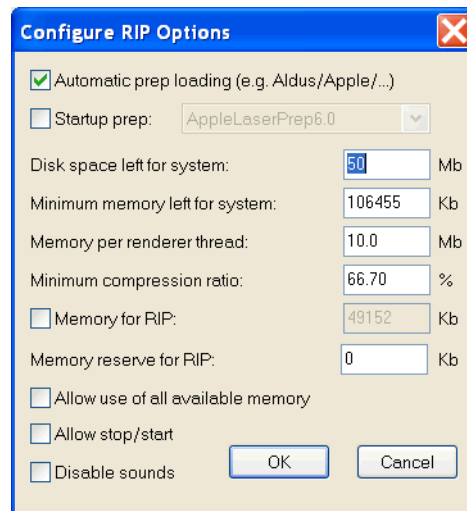 Configure RIP Options
Automatic prep loading (e.g. Aldus/Apple/...)
Startup prep: AppleLaserPrep6.0
Disk space left for system: 50 Mb
Minimum memory left for system: 106455 Kb
Memory per renderer thread: 10.0 Mb
Minimum compression ratio: 66.70 %
Memory for RIP: 49152 Kb
Memory reserve for RIP: 0 Kb
Allow use of all available memory
Allow stop/start
Disable sounds OK Cancel